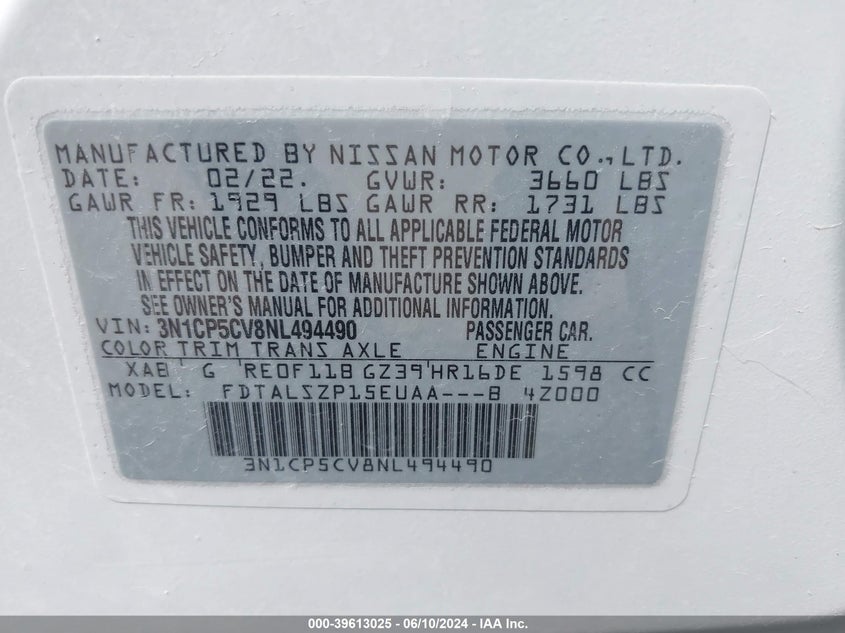 MANUFACTURED BY NISSAN MOTOR CO., LTD.
DATE: 02/22. GVWR: 3660 LBS
GAWR FR: 1929 LBS GAWR RR: 1731 LBS
THIS VEHICLE CONFORMS TO ALL APPLICABLE FEDERAL MOTOR
VEHICLE SAFETY, BUMPER AND THEFT PREVENTION STANDARDS
IN EFFECT ON THE DATE OF MANUFACTURE SHOWN ABOVE.
SEE OWNER'S MANUAL FOR ADDITIONAL INFORMATION.
VIN: 3N1CP5CV8NL494490 PASSENGER CAR.
COLOR TRIM TRANS AXLE ENGINE
XAB G RE0F11B GZ39 HR16DE 1598 CC
MODEL: FDTALSZP15EUAA---B 4Z000
3N1CP5CV8NL494490
000-39613025 - 06/10/2024 - IAA Inc.